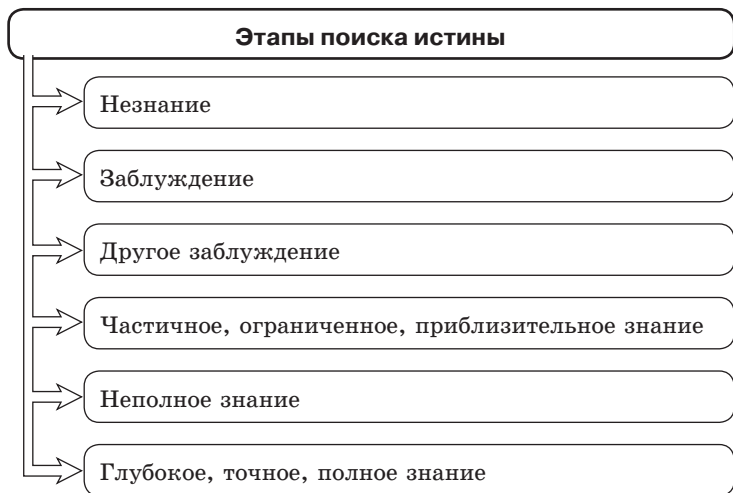 Этапы поиска истины
Незнание
Заблуждение
Другое заблуждение
Частичное, ограниченное, приблизительное знание
Неполное знание
Глубокое, точное, полное знание